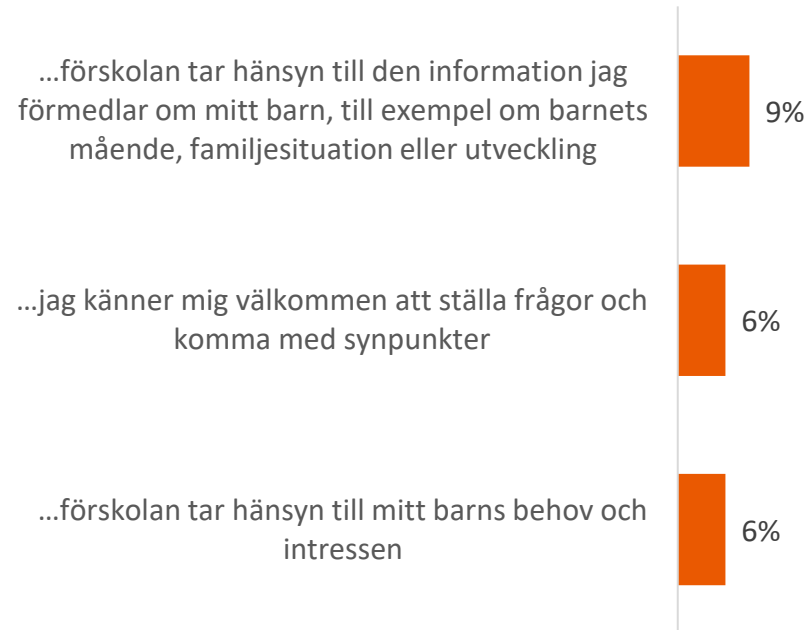 …förskolan tar hänsyn till den information jag
förmedlar om mitt barn, till exempel om barnets
mående, familjesituation eller utveckling
9%
…jag känner mig välkommen att ställa frågor och
komma med synpunkter
6%
…förskolan tar hänsyn till mitt barns behov och
intressen
6%